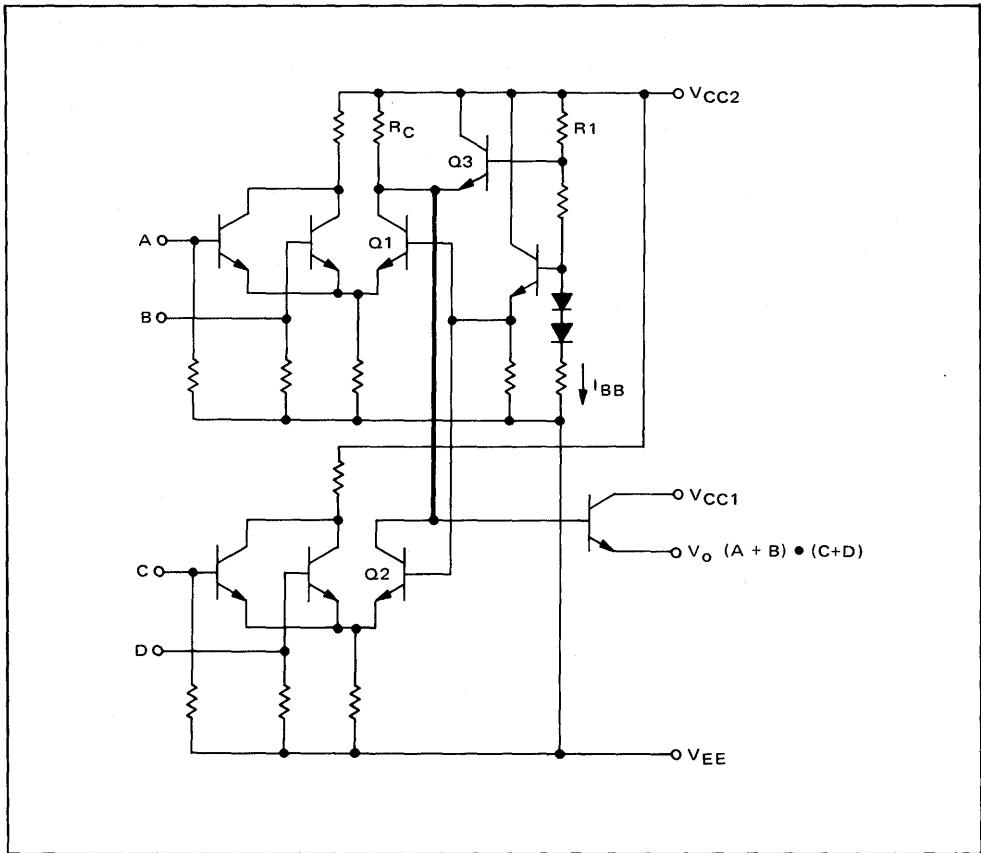 VCC2
RC
R1
Q3
A
Q1
B
IBB
VCC1
Vo (A + B) ● (C+D)
C
Q2
D
VEE